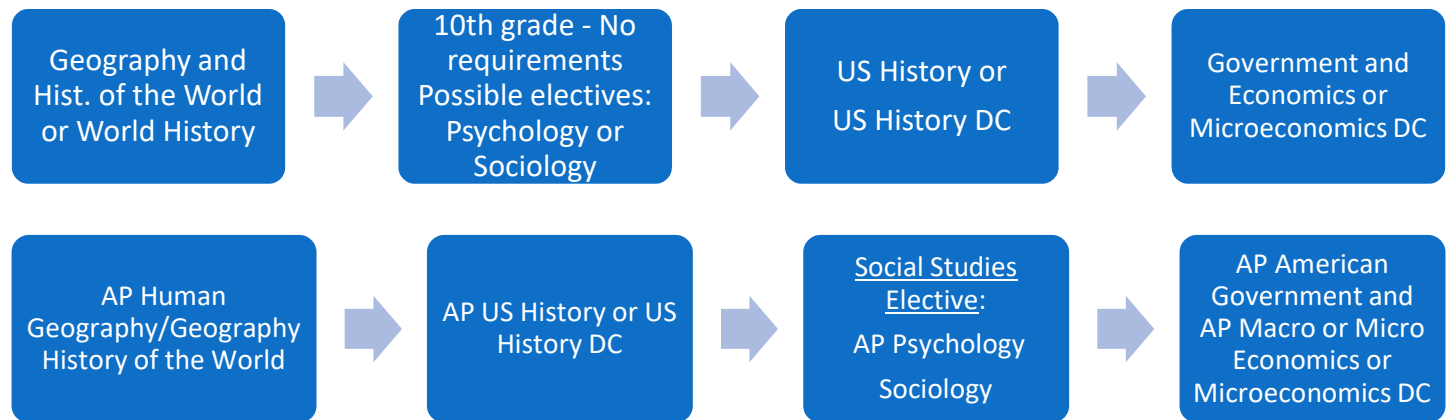 Geography and
Hist. of the World
or World History
10th grade - No
requirements
Possible electives:
Psychology or
Sociology
US History or
US History DC
Government and
Economics or
Microeconomics DC
AP Human
Geography/Geography
History of the World
AP US History or US
History DC
Social Studies
Elective:
AP Psychology
Sociology
AP American
Government and
AP Macro or Micro
Economics or
Microeconomics DC